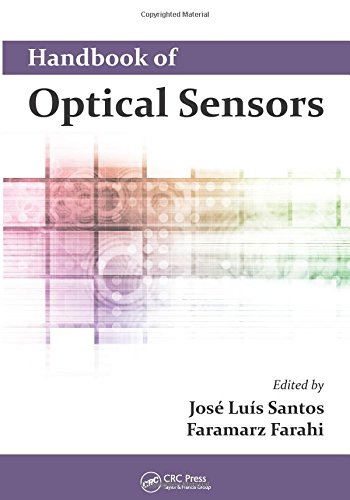 Copyrighted Material
Handbook of
Optical Sensors
Edited by
José Luís Santos
Faramarz Farahi
CRC Press
Taylor & Francis Group